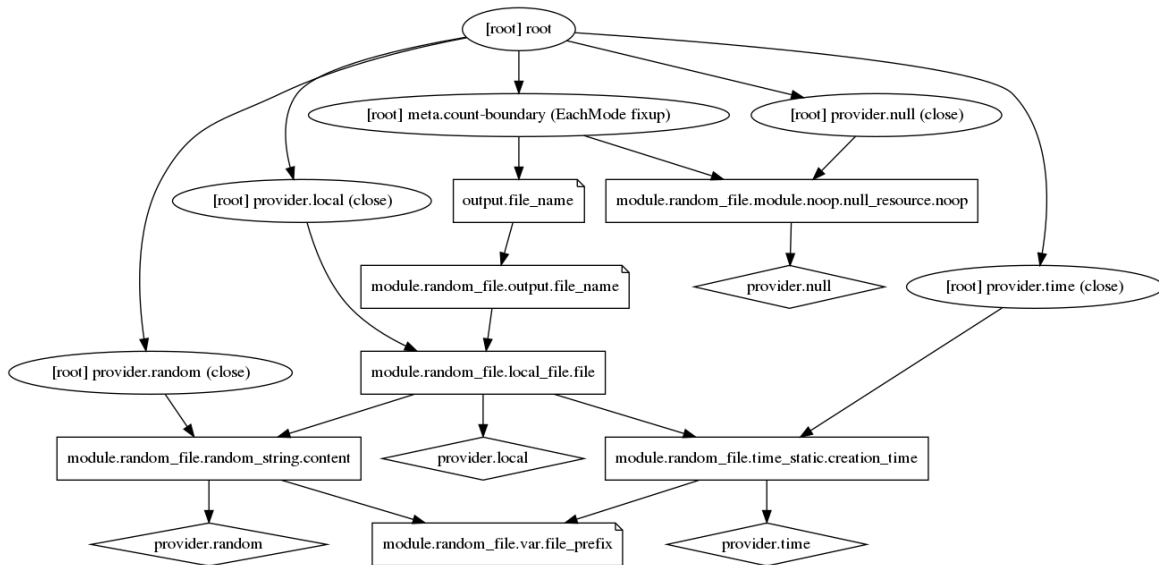 [root] root
[root] meta.count-boundary (EachMode fixup)
[root] provider.null (close)
[root] provider.local (close)
output.file_name
module.random_file.module.noop.null_resource.noop
module.random_file.output.file_name
provider.null
[root] provider.time (close)
[root] provider.random (close)
module.random_file.local_file.file
module.random_file.random_string.content
provider.local
module.random_file.time_static.creation_time
provider.random
module.random_file.var.file_prefix
provider.time